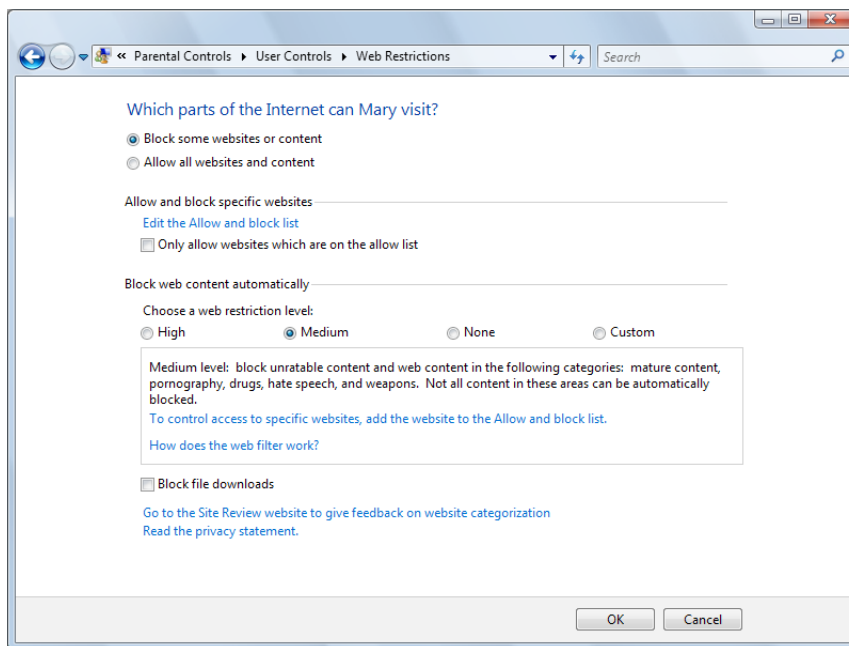 « Parental Controls ▸ User Controls ▸ Web Restrictions
Search
Which parts of the Internet can Mary visit?
Block some websites or content
Allow all websites and content
Allow and block specific websites
Edit the Allow and block list
Only allow websites which are on the allow list
Block web content automatically
Choose a web restriction level:
High Medium None Custom
Medium level: block unratable content and web content in the following categories: mature content,
pornography, drugs, hate speech, and weapons. Not all content in these areas can be automatically
blocked.
To control access to specific websites, add the website to the Allow and block list.
How does the web filter work?
Block file downloads
Go to the Site Review website to give feedback on website categorization
Read the privacy statement.
OK Cancel